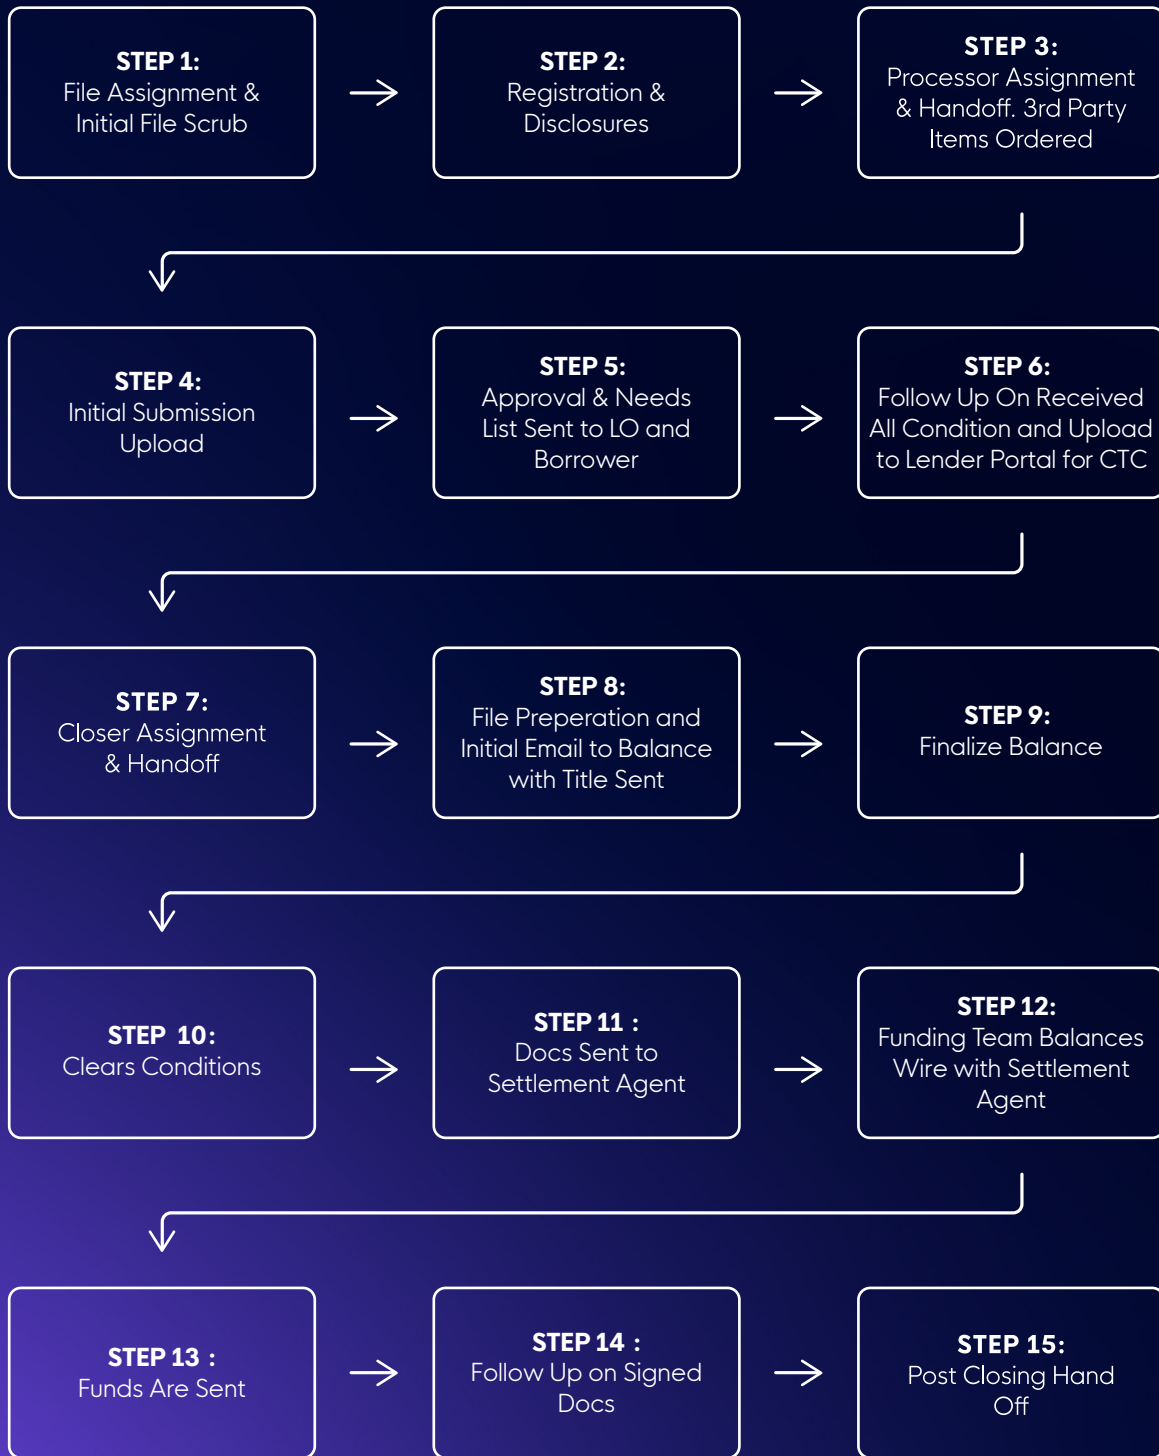 STEP 1:
File Assignment &
Initial File Scrub
STEP 2:
Registration &
Disclosures
STEP 3:
Processor Assignment
& Handoff. 3rd Party
Items Ordered
STEP 4:
Initial Submission
Upload
STEP 5:
Approval & Needs
List Sent to LO and
Borrower
STEP 6:
Follow Up On Received
All Condition and Upload
to Lender Portal for CTC
STEP 7:
Closer Assignment
& Handoff
STEP 8:
File Preperation and
Initial Email to Balance
with Title Sent
STEP 9:
Finalize Balance
STEP 10:
Clears Conditions
STEP 11 :
Docs Sent to
Settlement Agent
STEP 12:
Funding Team Balances
Wire with Settlement
Agent
STEP 13 :
Funds Are Sent
STEP 14 :
Follow Up on Signed
Docs
STEP 15:
Post Closing Hand
Off